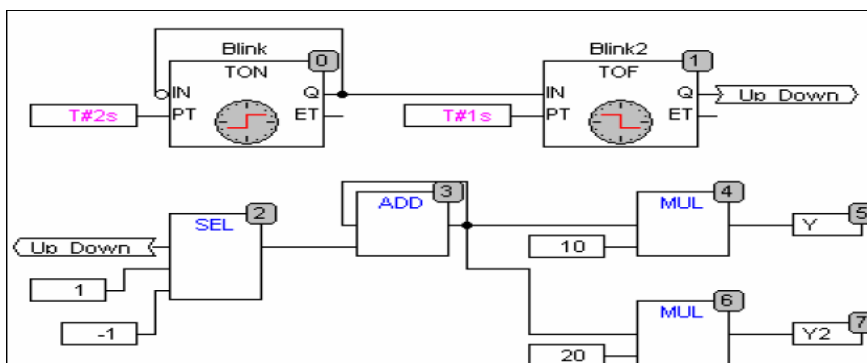 Blink
0
TON
IN
Q
T#2s
PT
ET
Blink2
1
TOF
IN
Q
Up Down
T#1s
PT
ET
2
SEL
Up Down
1
-1
3
ADD
4
MUL
10
5
Y
6
MUL
20
7
Y2